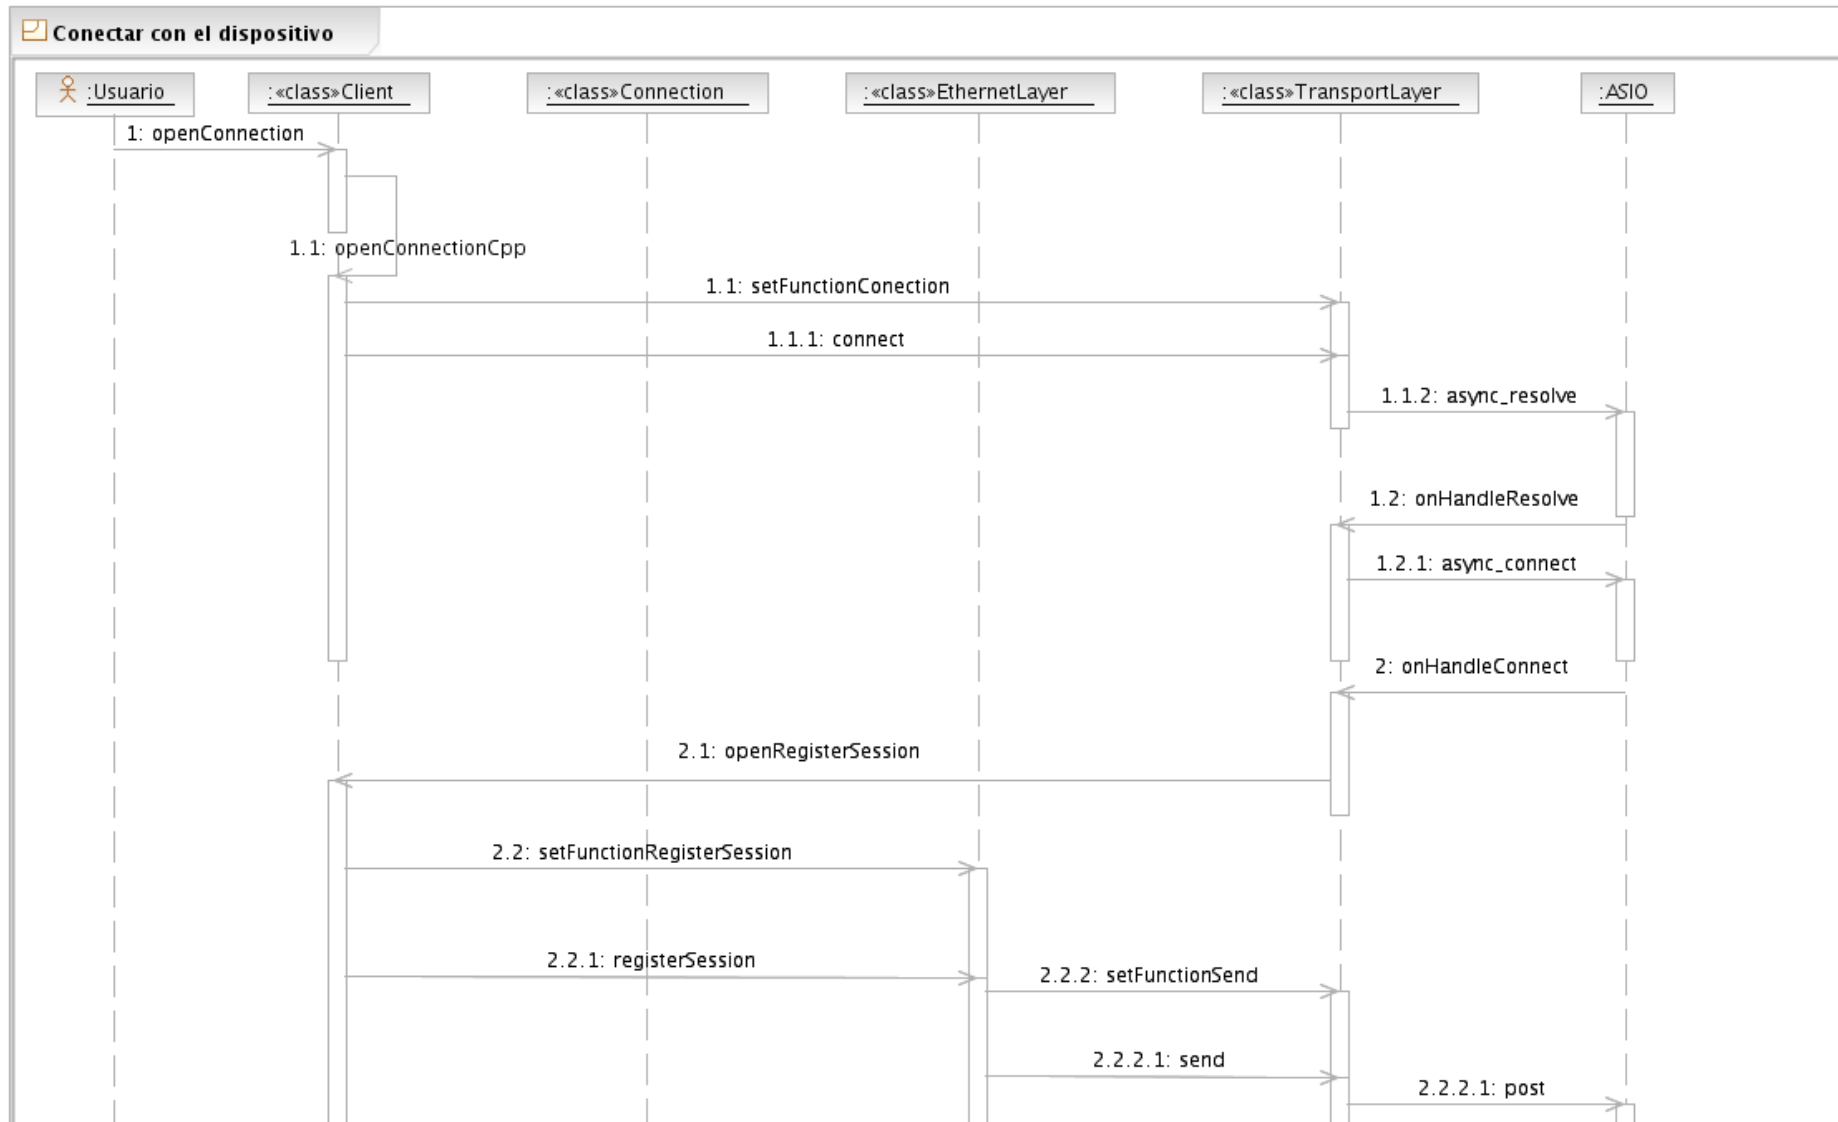 Conectar con el dispositivo
:Usuario
:«class»Client
:«class»Connection
:«class»EthernetLayer
:«class»TransportLayer
:ASIO
1: openConnection
1.1: openConnectionCpp
1.1: setFunctionConection
1.1.1: connect
1.1.2: async_resolve
1.2: onHandleResolve
1.2.1: async_connect
2: onHandleConnect
2.1: openRegisterSession
2.2: setFunctionRegisterSession
2.2.1: registerSession
2.2.2: setFunctionSend
2.2.2.1: send
2.2.2.1: post